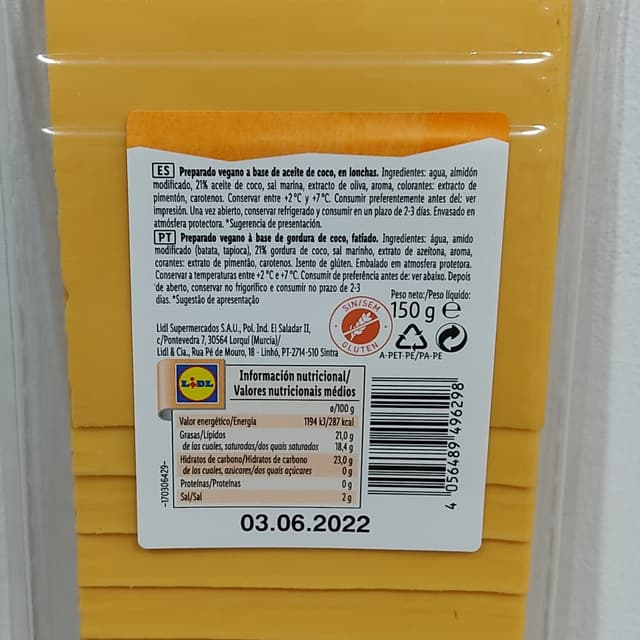 ES Preparado vegano a base de aceite de coco, en lonchas. Ingredientes: agua, almidón
modificado, 21% aceite de coco, sal marina, extracto de oliva, aroma, colorantes: extracto de
pimentón, carotenos. Conservar entre +2°C y +7°C. Consumir preferentemente antes del: ver
impresión. Una vez abierto, conservar refrigerado y consumir en un plazo de 2-3 días. Envasado en
atmósfera protectora. *Sugerencia de presentación.
PT Preparado vegano à base de gordura de coco, fatiado. Ingredientes: água, amido
modificado (batata, tapioca), 21% gordura de coco, sal marinho, extrato de azeitona, aroma,
corantes: extrato de pimentão, carotenos. Isento de glúten. Embalado em atmosfera protetora.
Conservar a temperaturas entre +2°C e +7°C. Consumir de preferência antes de: ver abaixo. Depois
de aberto, conservar no frigorífico e consumir no prazo de 2-3
dias. *Sugestão de apresentação
Peso neto:/Peso líquido:
150 g e
SIN/SEM
GLUTEN
A-PET-PE/PA-PE
Lidl Supermercados S.A.U., Pol. Ind. El Saladar II,
c/Pontevedra 7, 30564 Lorquí (Murcia)/
Lidl & Cia., Rua Pé de Mouro, 18 - Linhó, PT-2714-510 Sintra
LIDL
Información nutricional/
Valores nutricionais médios
ø/100 g
Valor energético/Energia 1194 kJ/287 kcal
Grasas/Lípidos 21,0 g
de las cuales, saturadas/dos quais saturados 18,4 g
Hidratos de carbono/Hidratos de carbono 23,0 g
de los cuales, azúcares/dos quais açúcares 0 g
Proteínas/Proteínas 0 g
Sal/Sal 2 g
-170306429-
4 056489 496298
03.06.2022